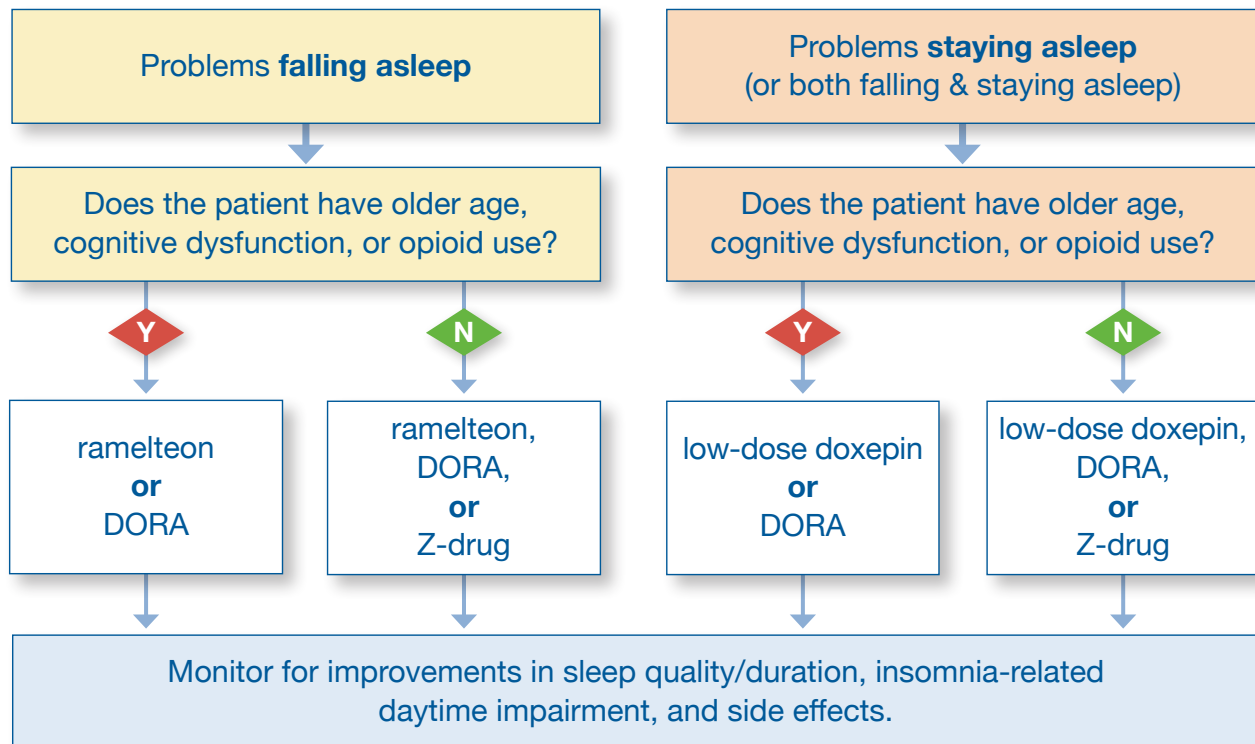 Problems falling asleep
Problems staying asleep
(or both falling & staying asleep)
Does the patient have older age,
cognitive dysfunction, or opioid use?
Does the patient have older age,
cognitive dysfunction, or opioid use?
Y
N
Y
N
ramelteon
or
DORA
ramelteon,
DORA,
or
Z-drug
low-dose doxepin
or
DORA
low-dose doxepin,
DORA,
or
Z-drug
Monitor for improvements in sleep quality/duration, insomnia-related
daytime impairment, and side effects.